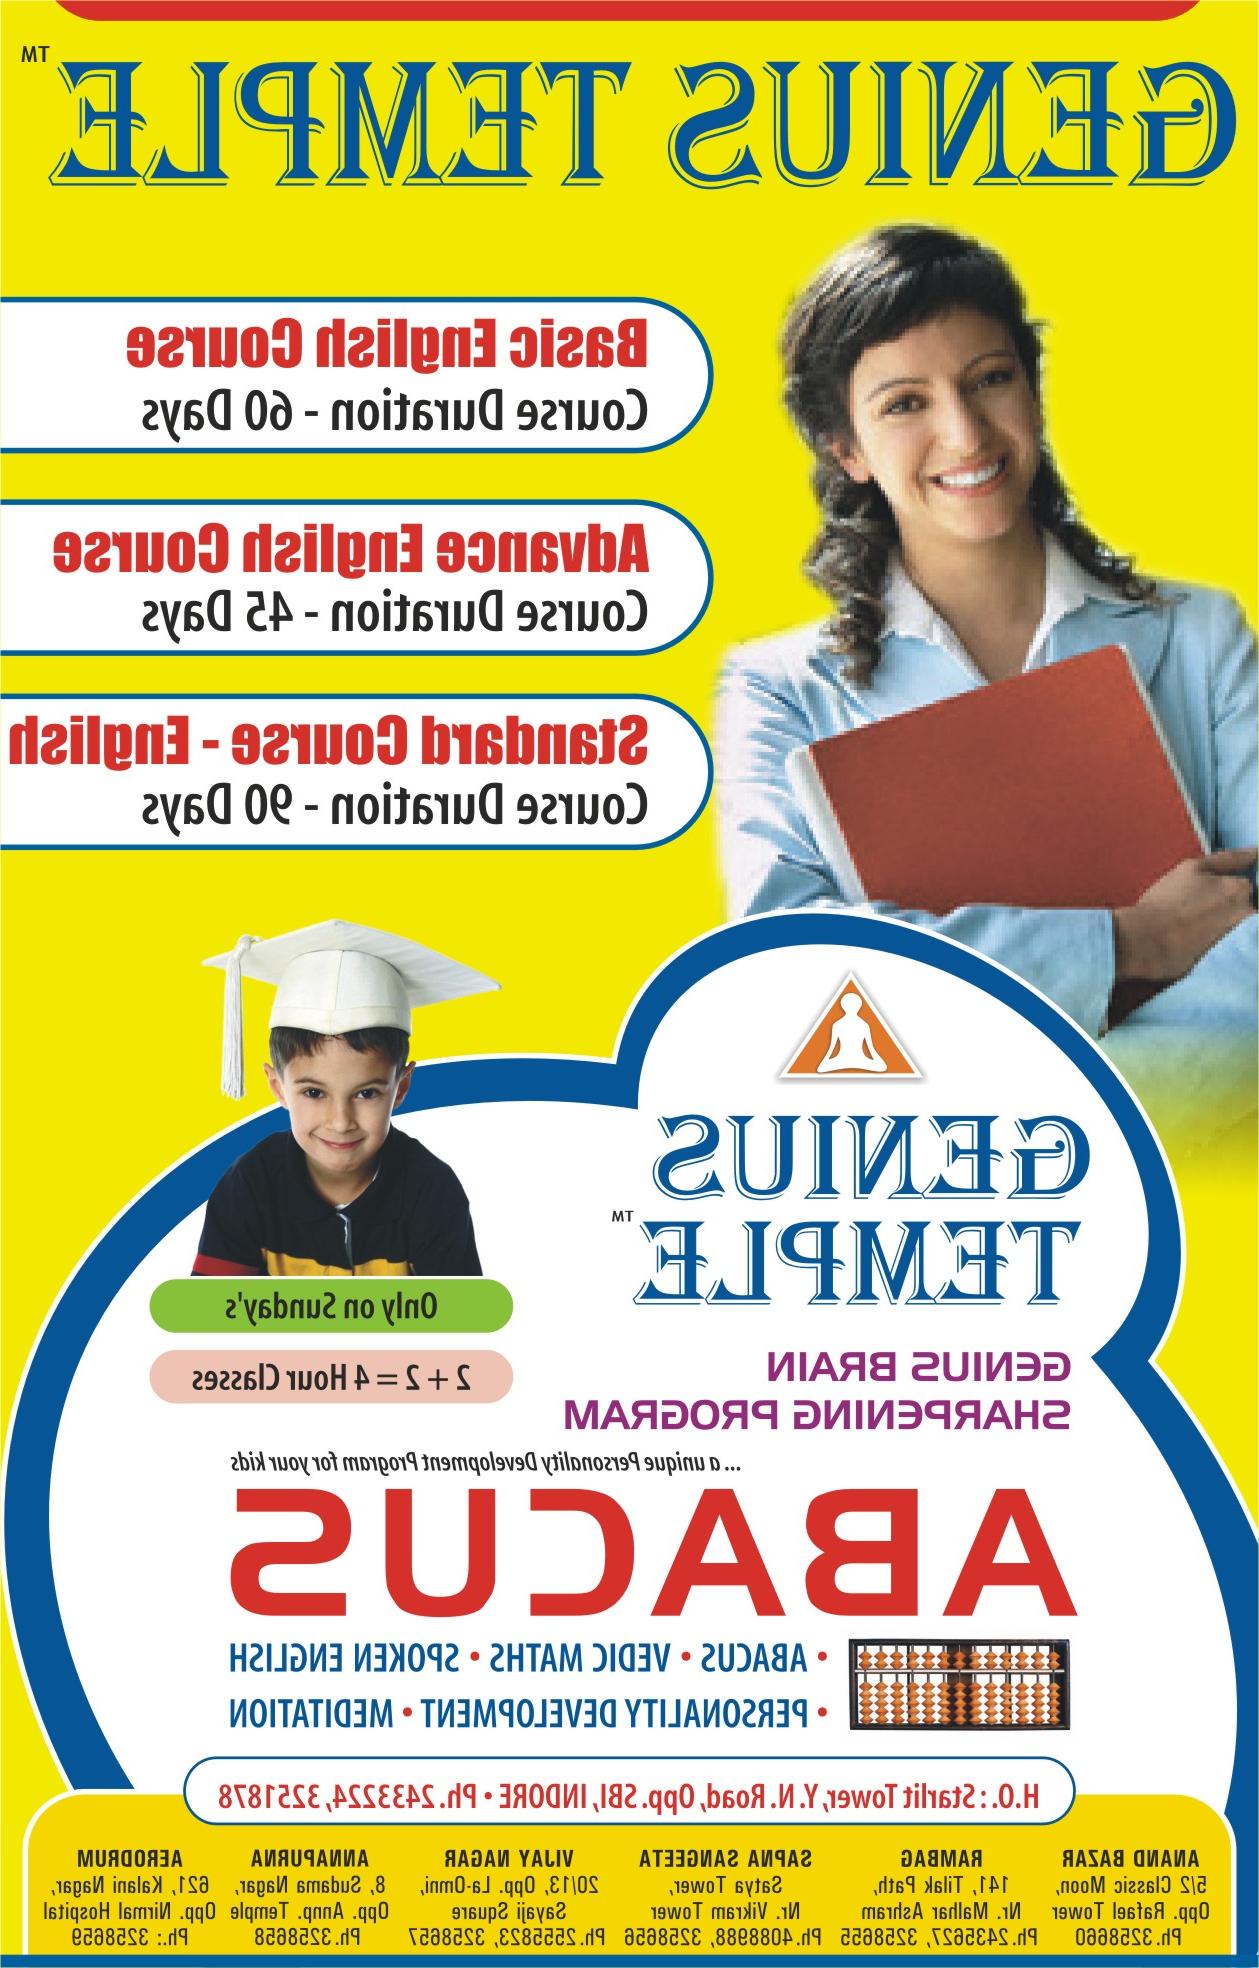 GENIUS TEMPLE™
Basic English Course
Course Duration - 60 Days
Advance English Course
Course Duration - 45 Days
Standard Course - English
Course Duration - 90 Days
GENIUS
TEMPLE™
Only on Sunday's
2 + 2 = 4 Hour Classes
GENIUS BRAIN
SHARPENING PROGRAM
... a unique Personality Development Program for your kids
ABACUS
• ABACUS • VEDIC MATHS • SPOKEN ENGLISH
• PERSONALITY DEVELOPMENT • MEDITATION
H.O.: Starlit Tower, Y.N. Road, Opp. SBI, INDORE • Ph. 2433224, 3251878
ANAND BAZAR
5/2 Classic Moon,
Opp. Rafael Tower
Ph.3258660
RAMBAG
141, Tilak Path,
Nr. Malhar Ashram
Ph.2435627, 3258655
SAPNA SANGEETA
Satya Tower,
Nr. Vikram Tower
Ph.4088988, 3258656
VIJAY NAGAR
20/13, Opp. La-Omni,
Sayaji Square
Ph.2555823, 3258657
ANNAPURNA
8, Sudama Nagar,
Opp. Annp. Temple
Ph.3258658
AERODRUM
621, Kalani Nagar,
Opp. Nirmal Hospital
Ph.: 3258659